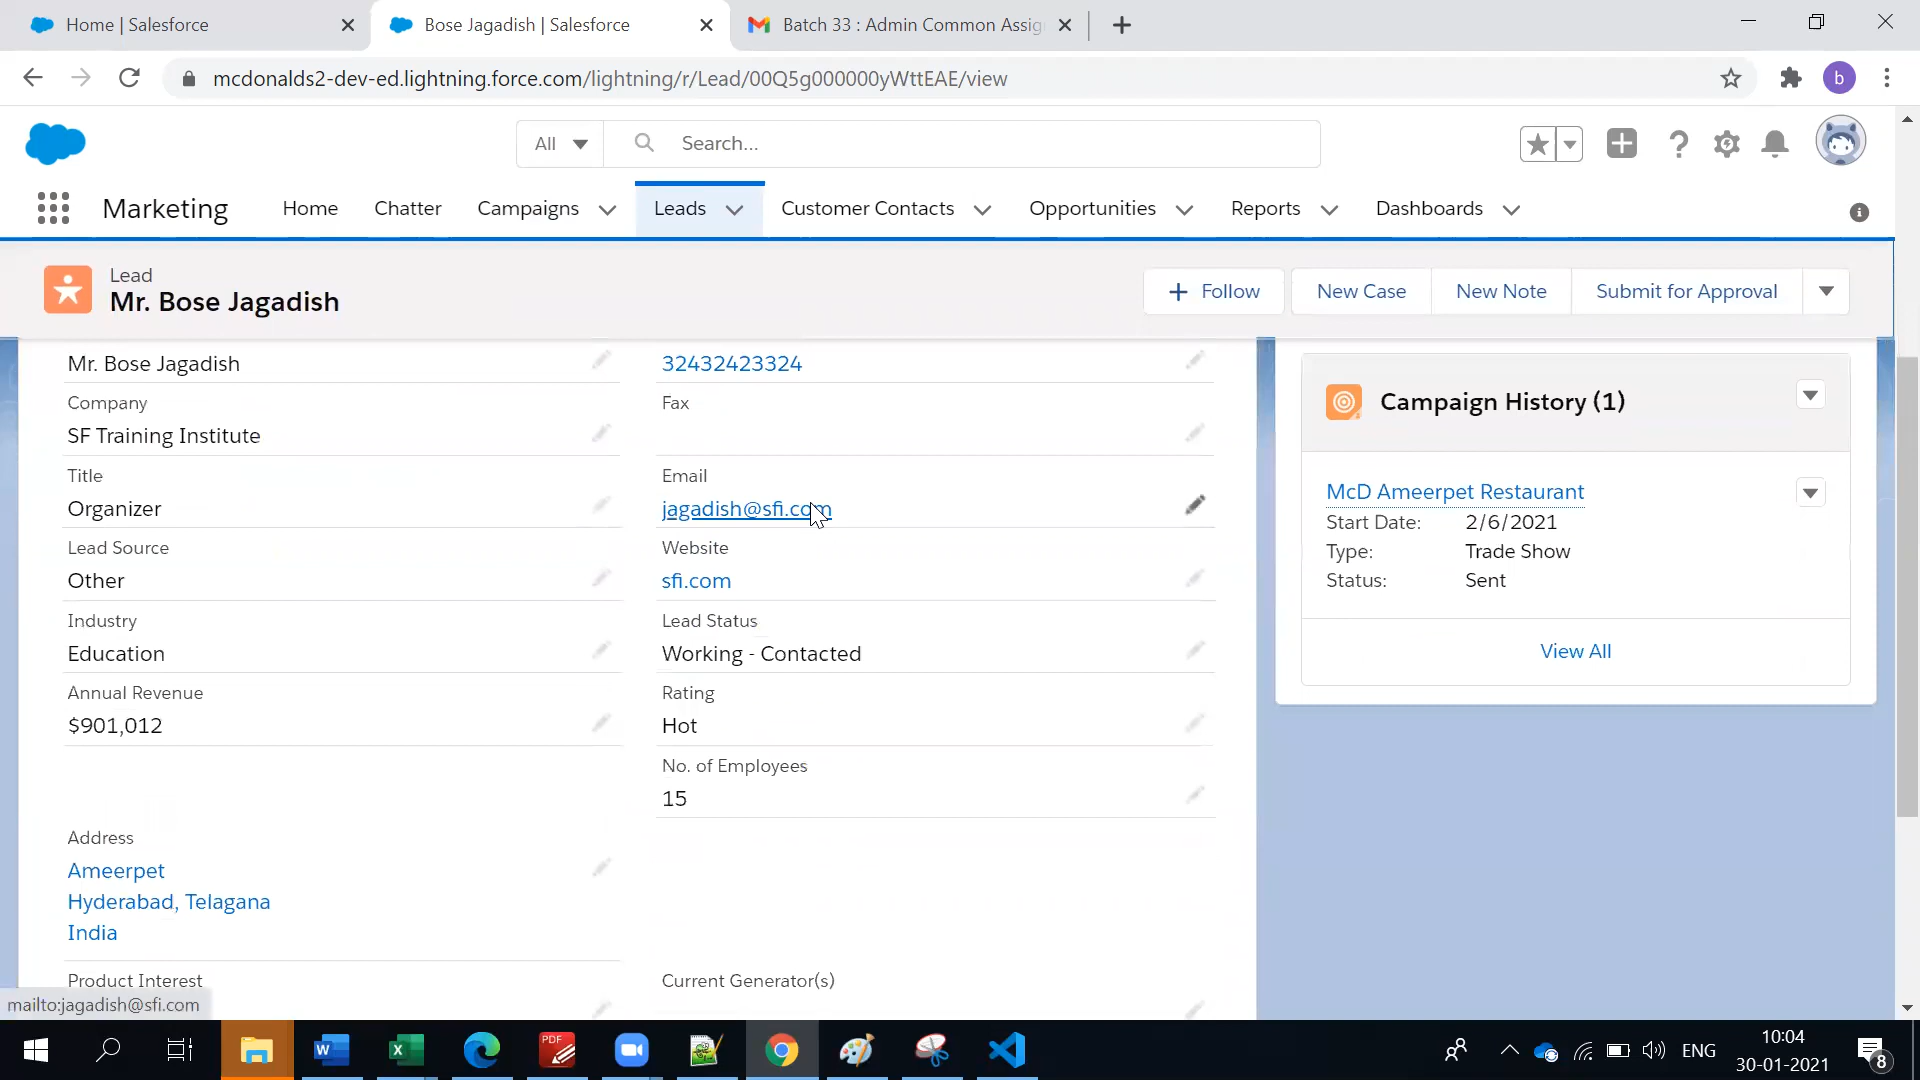 Home | Salesforce
Bose Jagadish | Salesforce
Batch 33 : Admin Common Assig
mcdonalds2-dev-ed.lightning.force.com/lightning/r/Lead/00Q5g000000yWttEAE/view
b
All
Search...
Marketing
Home
Chatter
Campaigns
Leads
Customer Contacts
Opportunities
Reports
Dashboards
Lead
Mr. Bose Jagadish
+ Follow
New Case
New Note
Submit for Approval
Mr. Bose Jagadish
32432423324
Company
SF Training Institute
Fax
Title
Organizer
Email
jagadish@sfi.com
Lead Source
Other
Website
sfi.com
Industry
Education
Lead Status
Working - Contacted
Annual Revenue
$901,012
Rating
Hot
No. of Employees
15
Address
Ameerpet
Hyderabad, Telagana
India
Product Interest
Current Generator(s)
Campaign History (1)
McD Ameerpet Restaurant
Start Date: 2/6/2021
Type: Trade Show
Status: Sent
View All
mailto:jagadish@sfi.com
PDF
ENG
10:04
30-01-2021
8